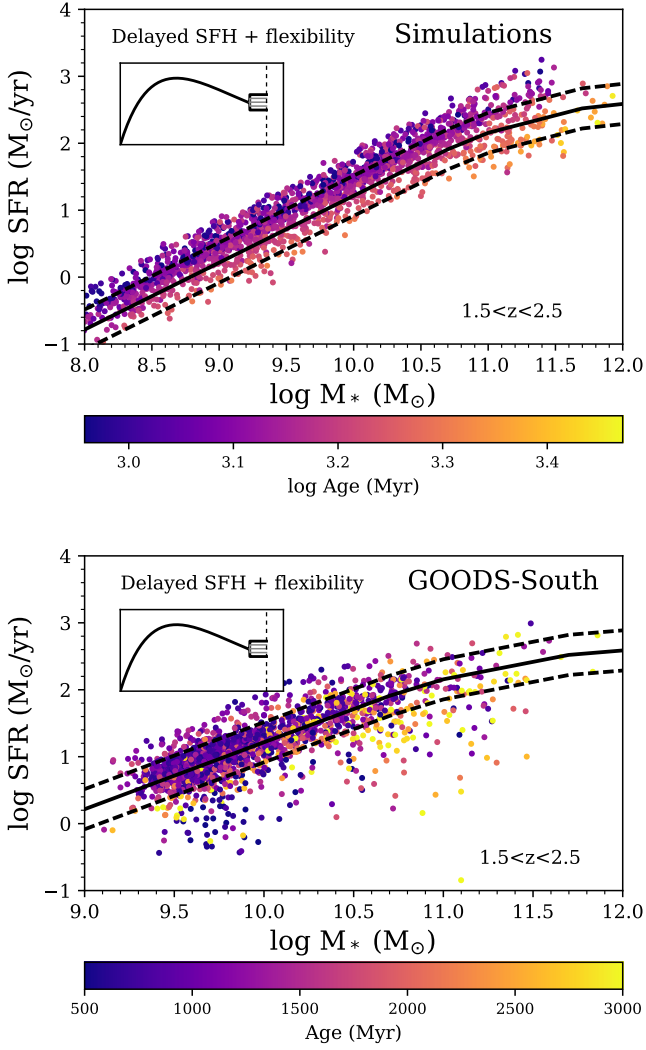 Delayed SFH + flexibility
Simulations
log SFR (M⊙/yr)
4
3
2
1
0
−1
1.5<z<2.5
8.0 8.5 9.0 9.5 10.0 10.5 11.0 11.5 12.0
log M* (M⊙)
3.0 3.1 3.2 3.3 3.4
log Age (Myr)
Delayed SFH + flexibility
GOODS-South
log SFR (M⊙/yr)
4
3
2
1
0
−1
1.5<z<2.5
9.0 9.5 10.0 10.5 11.0 11.5 12.0
log M* (M⊙)
500 1000 1500 2000 2500 3000
Age (Myr)